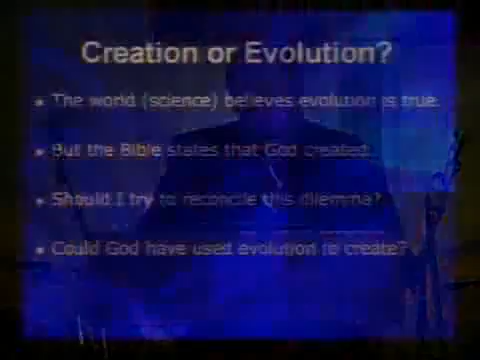 Creation or Evolution?
The world (science) believes evolution is true.
But the Bible states that God created.
Should I try to reconcile this dilemma?
Could God have used evolution to create?